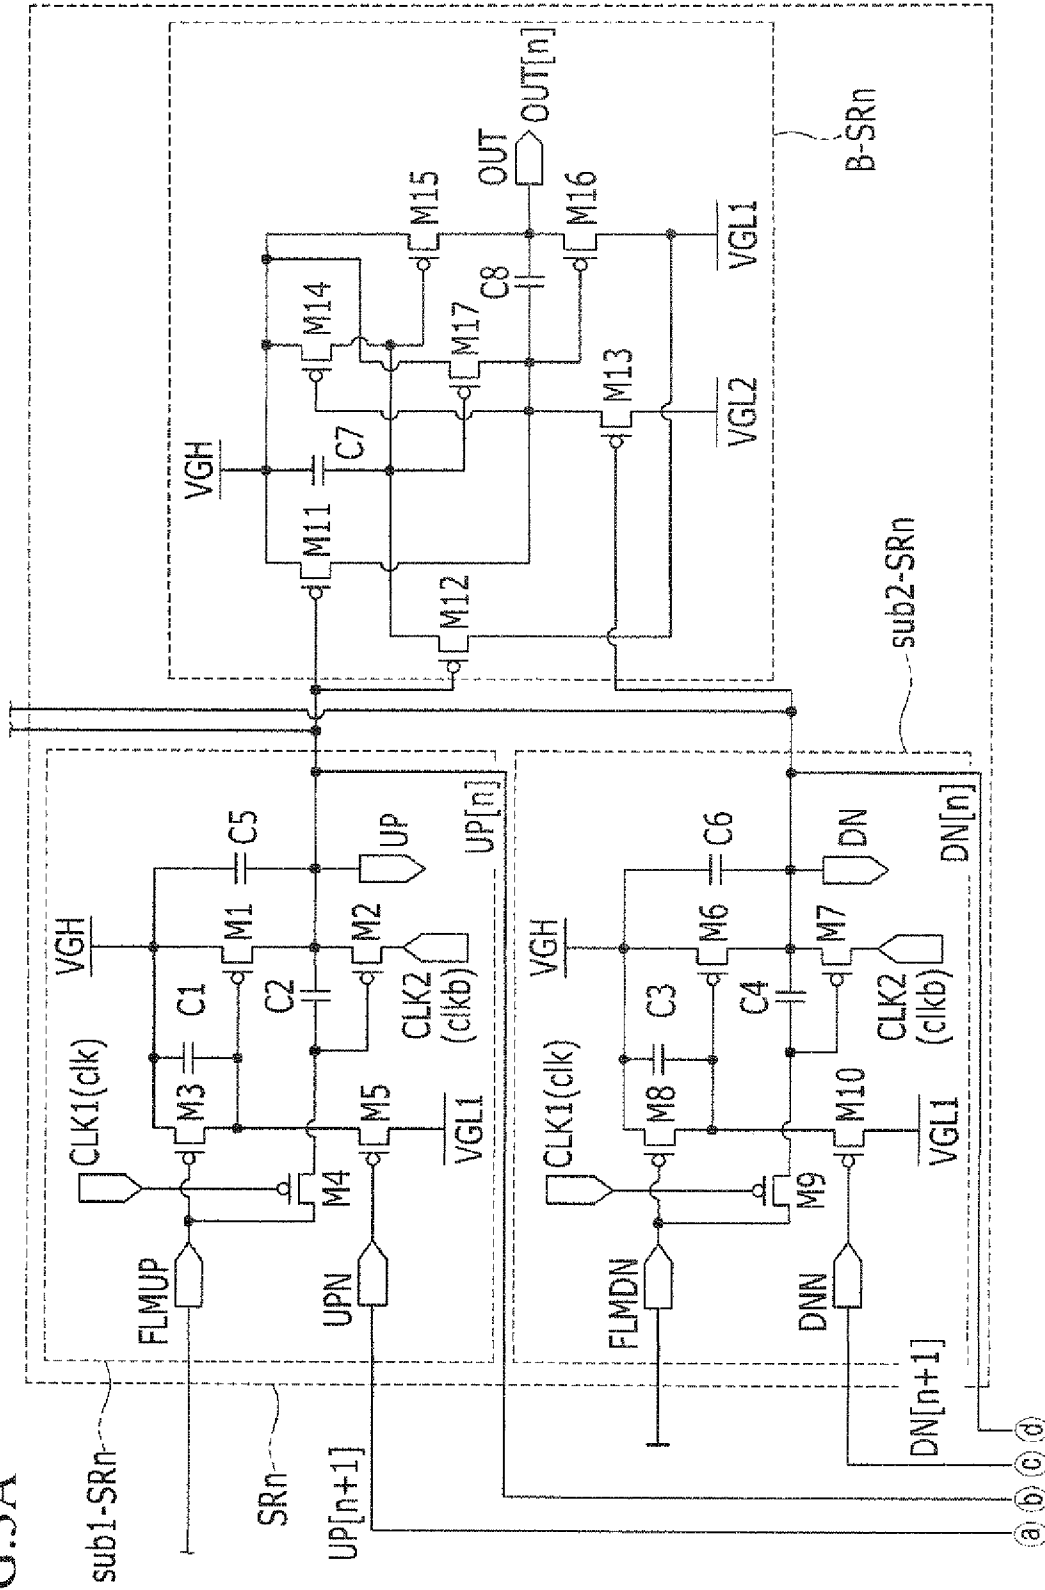 G.5A
sub1-SRn
SRn
UP[n+1]
DN[n+1]
FLMUP
UPN
CLK1(clk)
M3
C1
M4
M5
VGL1
VGH
M1
C2
M2
CLK2
(clkb)
C5
UP
UP[n]
FLMDN
DNN
CLK1(clk)
M8
C3
M9
M10
VGL1
VGH
M6
C4
M7
CLK2
(clkb)
C6
DN
DN[n]
sub2-SRn
VGH
M11
M12
C7
M14
M17
M13
VGL2
M15
C8
M16
VGL1
OUT
OUT[n]
B-SRn
a
b
c
d